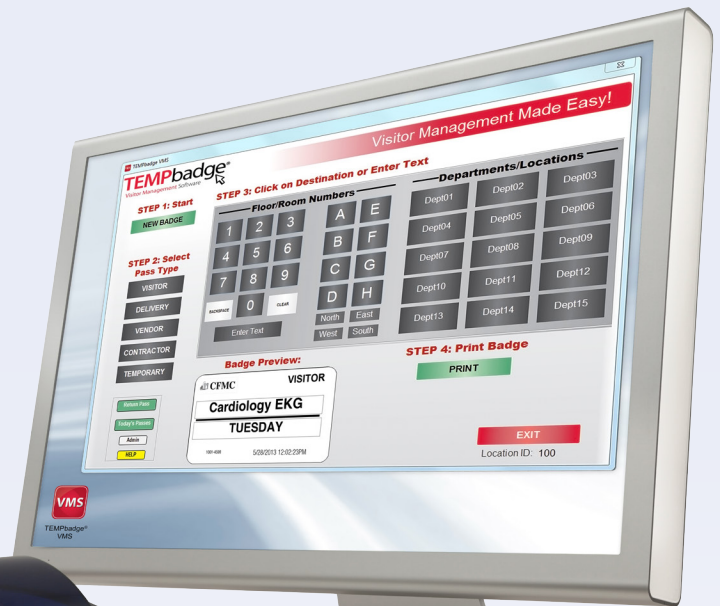 TEMPbadge VMS
Visitor Management Made Easy!
TEMPbadge®
Visitor Management Software
STEP 1: Start
NEW BADGE
STEP 2: Select
Pass Type
VISITOR
DELIVERY
VENDOR
CONTRACTOR
TEMPORARY
Return Pass
Today's Passes
Admin
HELP
STEP 3: Click on Destination or Enter Text
Floor/Room Numbers
1 2 3 A E
4 5 6 B F
7 8 9 C G
BACKSPACE 0 CLEAR D H
North East
Enter Text West South
Departments/Locations
Dept01 Dept02 Dept03
Dept04 Dept05 Dept06
Dept07 Dept08 Dept09
Dept10 Dept11 Dept12
Dept13 Dept14 Dept15
Badge Preview:
CFMC VISITOR
Cardiology EKG
TUESDAY
5/28/2013 12:02:23PM
STEP 4: Print Badge
PRINT
EXIT
Location ID: 100
VMS
TEMPbadge®
VMS